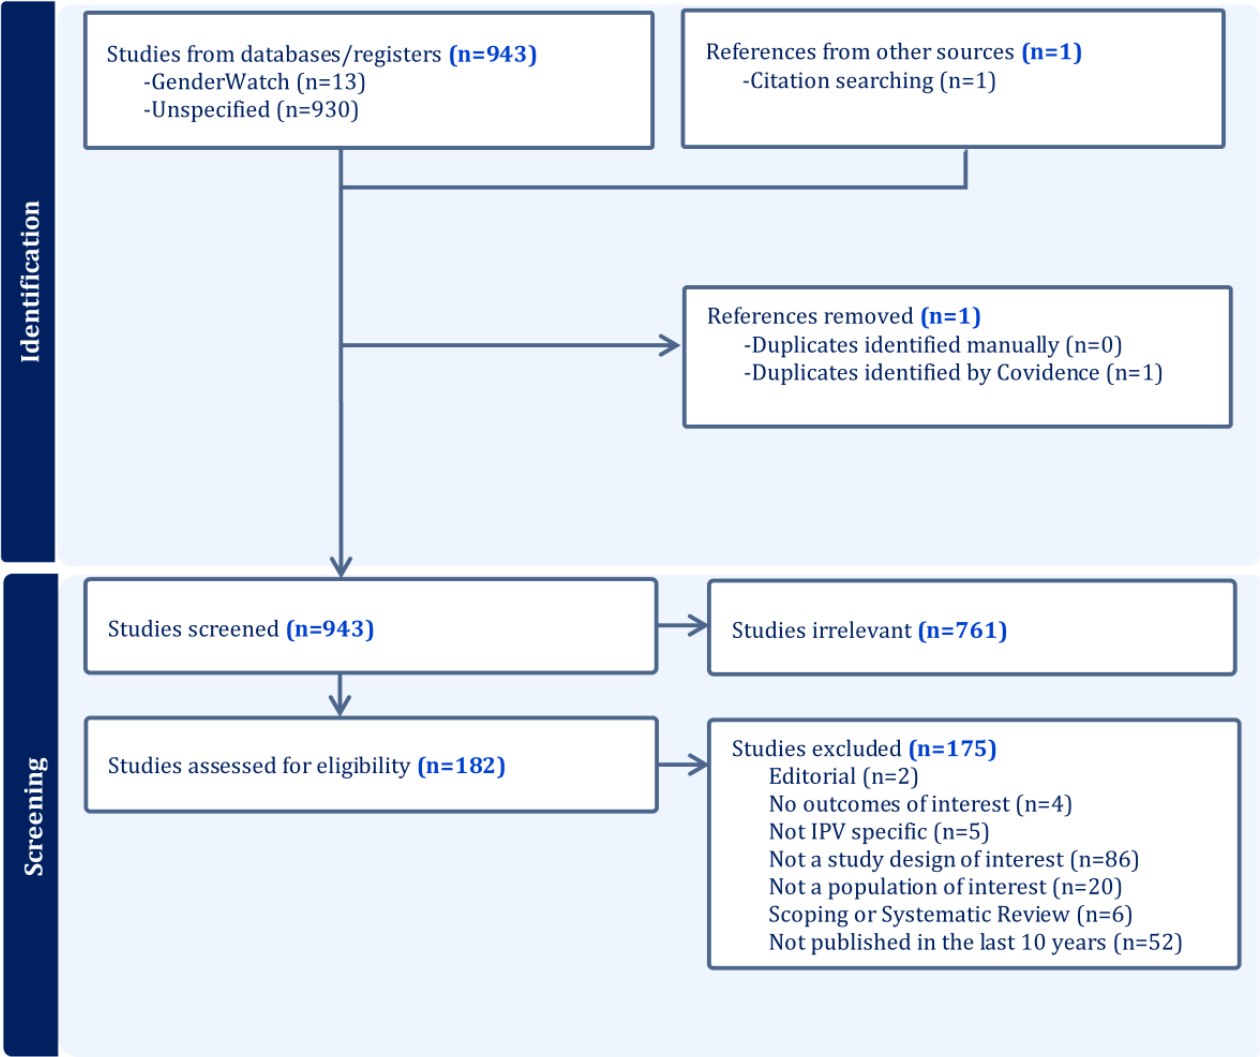 Identification
Studies from databases/registers (n=943)
-GenderWatch (n=13)
-Unspecified (n=930)
References from other sources (n=1)
-Citation searching (n=1)
References removed (n=1)
-Duplicates identified manually (n=0)
-Duplicates identified by Covidence (n=1)
Screening
Studies screened (n=943)
Studies irrelevant (n=761)
Studies assessed for eligibility (n=182)
Studies excluded (n=175)
Editorial (n=2)
No outcomes of interest (n=4)
Not IPV specific (n=5)
Not a study design of interest (n=86)
Not a population of interest (n=20)
Scoping or Systematic Review (n=6)
Not published in the last 10 years (n=52)